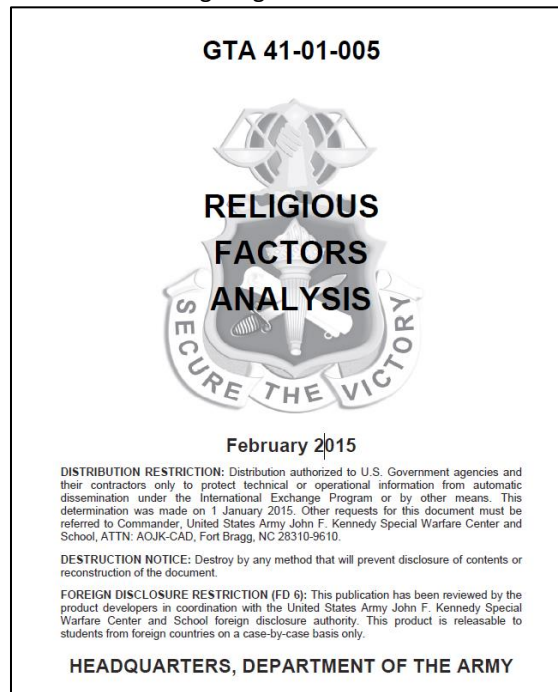 GTA 41-01-005
RELIGIOUS
FACTORS
ANALYSIS
SECURE THE VICTORY
February 2015
DISTRIBUTION RESTRICTION: Distribution authorized to U.S. Government agencies and
their contractors only to protect technical or operational information from automatic
dissemination under the International Exchange Program or by other means. This
determination was made on 1 January 2015. Other requests for this document must be
referred to Commander, United States Army John F. Kennedy Special Warfare Center and
School, ATTN: AOJK-CAD, Fort Bragg, NC 28310-9610.
DESTRUCTION NOTICE: Destroy by any method that will prevent disclosure of contents or
reconstruction of the document.
FOREIGN DISCLOSURE RESTRICTION (FD 6): This publication has been reviewed by the
product developers in coordination with the United States Army John F. Kennedy Special
Warfare Center and School foreign disclosure authority. This product is releasable to
students from foreign countries on a case-by-case basis only.
HEADQUARTERS, DEPARTMENT OF THE ARMY